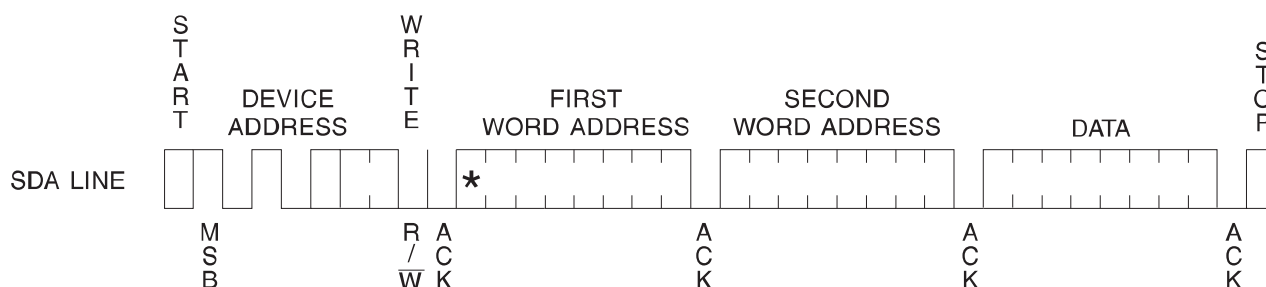 START
WRITE
STOP
DEVICE
ADDRESS
FIRST
WORD ADDRESS
SECOND
WORD ADDRESS
DATA
SDA LINE
*
MSB
R/W
ACK
ACK
ACK
ACK